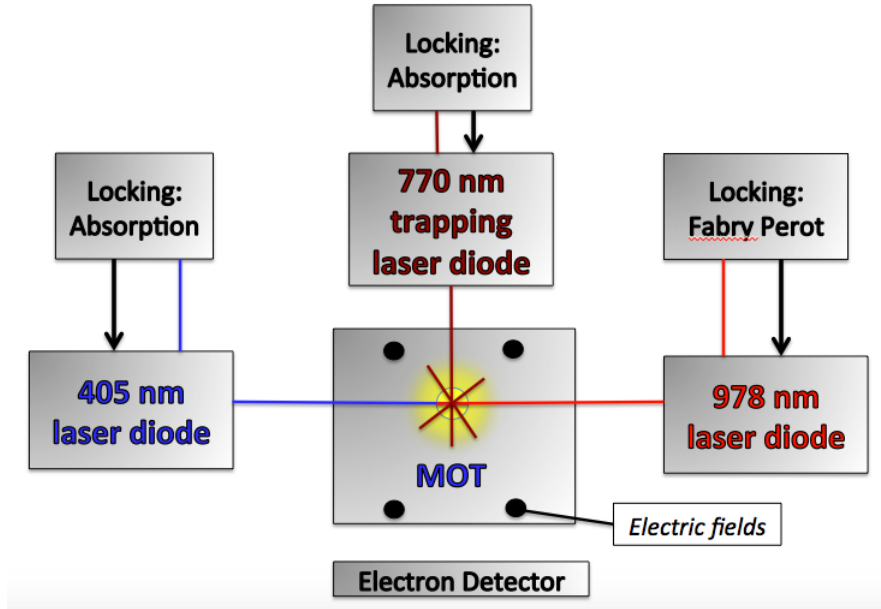 Locking:
Absorption
770 nm
trapping
laser diode
Locking:
Absorption
Locking:
Fabry Perot
405 nm
laser diode
978 nm
laser diode
MOT
Electric fields
Electron Detector